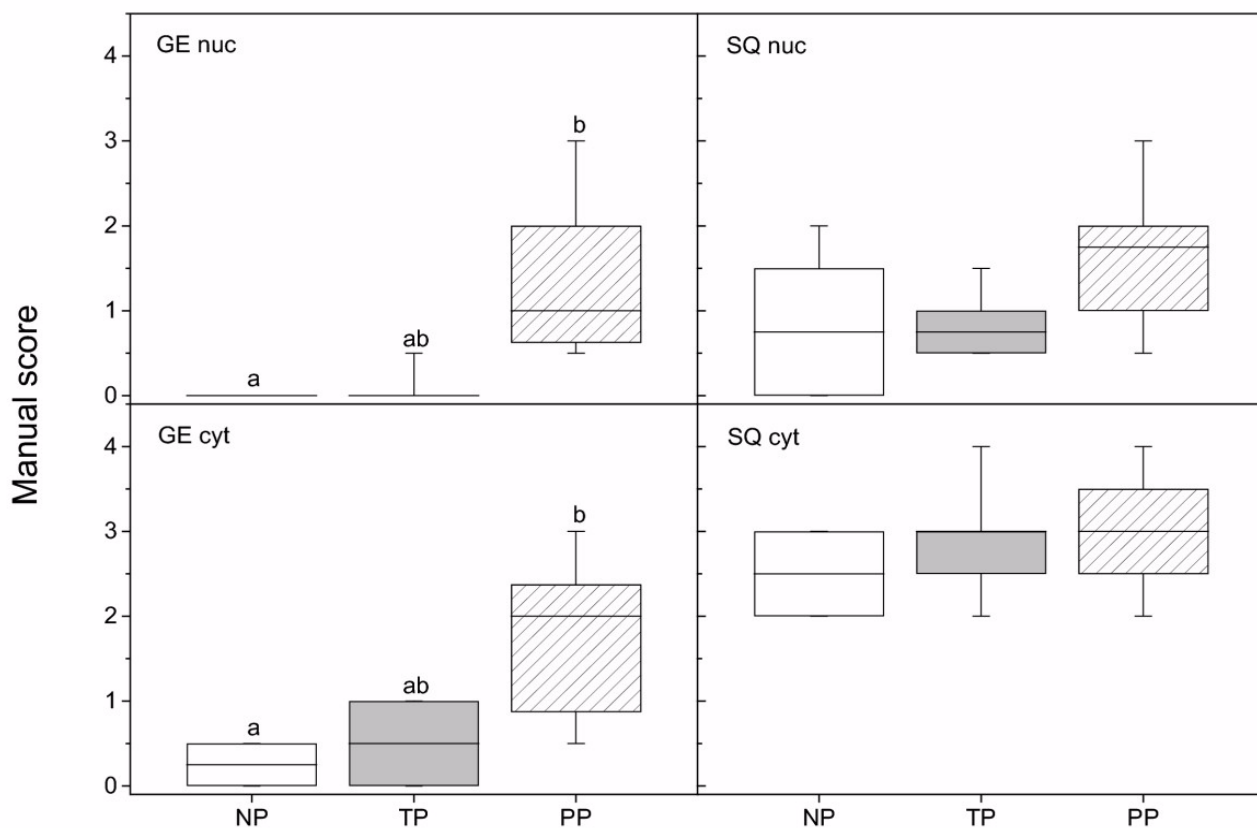 Manual score
GE nuc
4
3
2
1
0
a
ab
b
SQ nuc
GE cyt
4
3
2
1
0
a
ab
b
SQ cyt
NP TP PP
NP TP PP